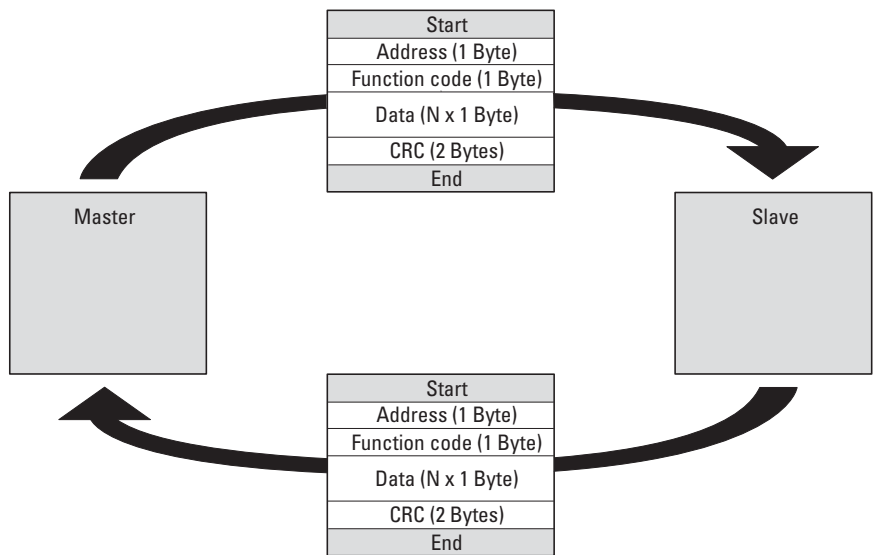 Start
Address (1 Byte)
Function code (1 Byte)
Data (N x 1 Byte)
CRC (2 Bytes)
End
Master
Slave
Start
Address (1 Byte)
Function code (1 Byte)
Data (N x 1 Byte)
CRC (2 Bytes)
End